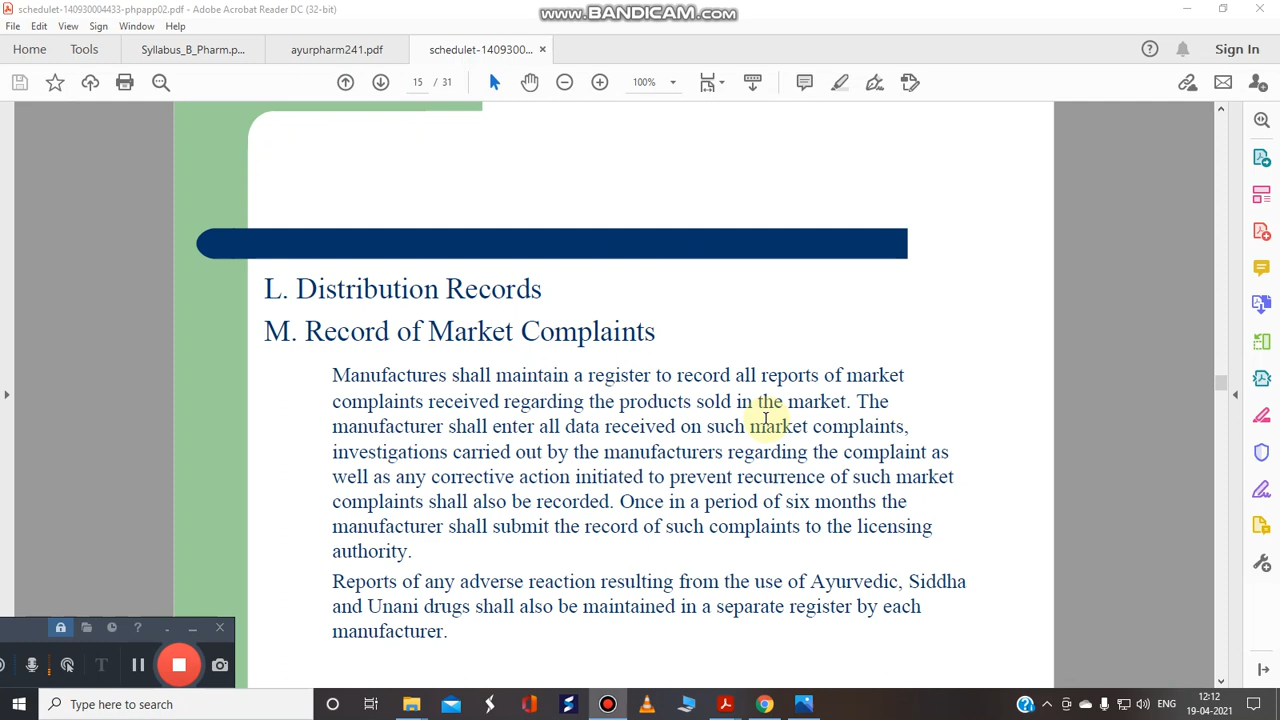 schedulet-140930004433-phpapp02.pdf - Adobe Acrobat Reader DC (32-bit)
www.BANDICAM.com
File Edit View Sign Window Help
Home Tools Syllabus_B_Pharm.p... ayurpharm241.pdf schedulet-1409300... × Sign In
15 / 31 100%
L. Distribution Records
M. Record of Market Complaints
Manufactures shall maintain a register to record all reports of market
complaints received regarding the products sold in the market. The
manufacturer shall enter all data received on such market complaints,
investigations carried out by the manufacturers regarding the complaint as
well as any corrective action initiated to prevent recurrence of such market
complaints shall also be recorded. Once in a period of six months the
manufacturer shall submit the record of such complaints to the licensing
authority.
Reports of any adverse reaction resulting from the use of Ayurvedic, Siddha
and Unani drugs shall also be maintained in a separate register by each
manufacturer.
Type here to search
ENG
12:12
19-04-2021